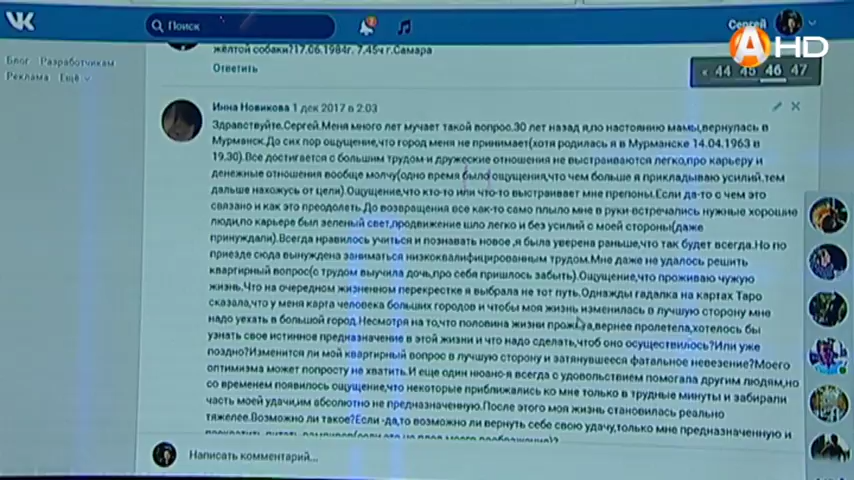 Поиск
2
Сергей
А HD
Блог Разработчикам
Реклама Ещё
жёлтой собаки?17.06.1984г. 7.45ч г.Самара
Ответить
« 44 45 46 47
Инна Новикова 1 дек 2017 в 2:03
Здравствуйте,Сергей.Меня много лет мучает такой вопрос.30 лет назад я,по настоянию мамы,вернулась в
Мурманск.До сих пор ощущение,что город меня не принимает(хотя родилась я в Мурманске 14.04.1963 в
19.30).Все достигается с большим трудом и дружеские отношения не выстраиваются легко,про карьеру и
денежные отношения вообще молчу(одно время было ощущения,что чем больше я прикладываю усилий,тем
дальше нахожусь от цели).Ощущение,что кто-то или что-то выстраивает мне препоны.Если да-то с чем это
связано и как это преодолеть.До возвращения все как-то само плыло мне в руки-встречались нужные хорошие
люди,по карьере был зеленый свет,продвижение шло легко и без усилий с моей стороны(даже
принуждали).Всегда нравилось учиться и познавать новое,я была уверена раньше,что так будет всегда.Но по
приезде сюда вынуждена заниматься низкоквалифицированным трудом.Мне даже не удалось решить
квартирный вопрос(с трудом выучила дочь,про себя пришлось забыть).Ощущение,что проживаю чужую
жизнь.Что на очередном жизненном перекрестке я выбрала не тот путь.Однажды гадалка на картах Таро
сказала,что у меня карта человека больших городов и чтобы моя жизнь изменилась в лучшую сторону мне
надо уехать в большой город.Несмотря на то,что половина жизни прожита,вернее пролетела,хотелось бы
узнать свое истинное предназначение в этой жизни и что надо сделать,чтоб оно осуществилось?Или уже
поздно?Изменится ли мой квартирный вопрос в лучшую сторону и затянувшееся фатальное невезение?Моего
оптимизма может попросту не хватить.И еще один нюанс-я всегда с удовольствием помогала другим людям,но
со временем появилось ощущение,что некоторые приближались ко мне только в трудные минуты и забирали
часть моей удачи,им абсолютно не предназначенную.После этого моя жизнь становилась реально
тяжелее.Возможно ли такое?Если -да,то возможно ли вернуть себе свою удачу,только мне предназначенную и
Написать комментарий...